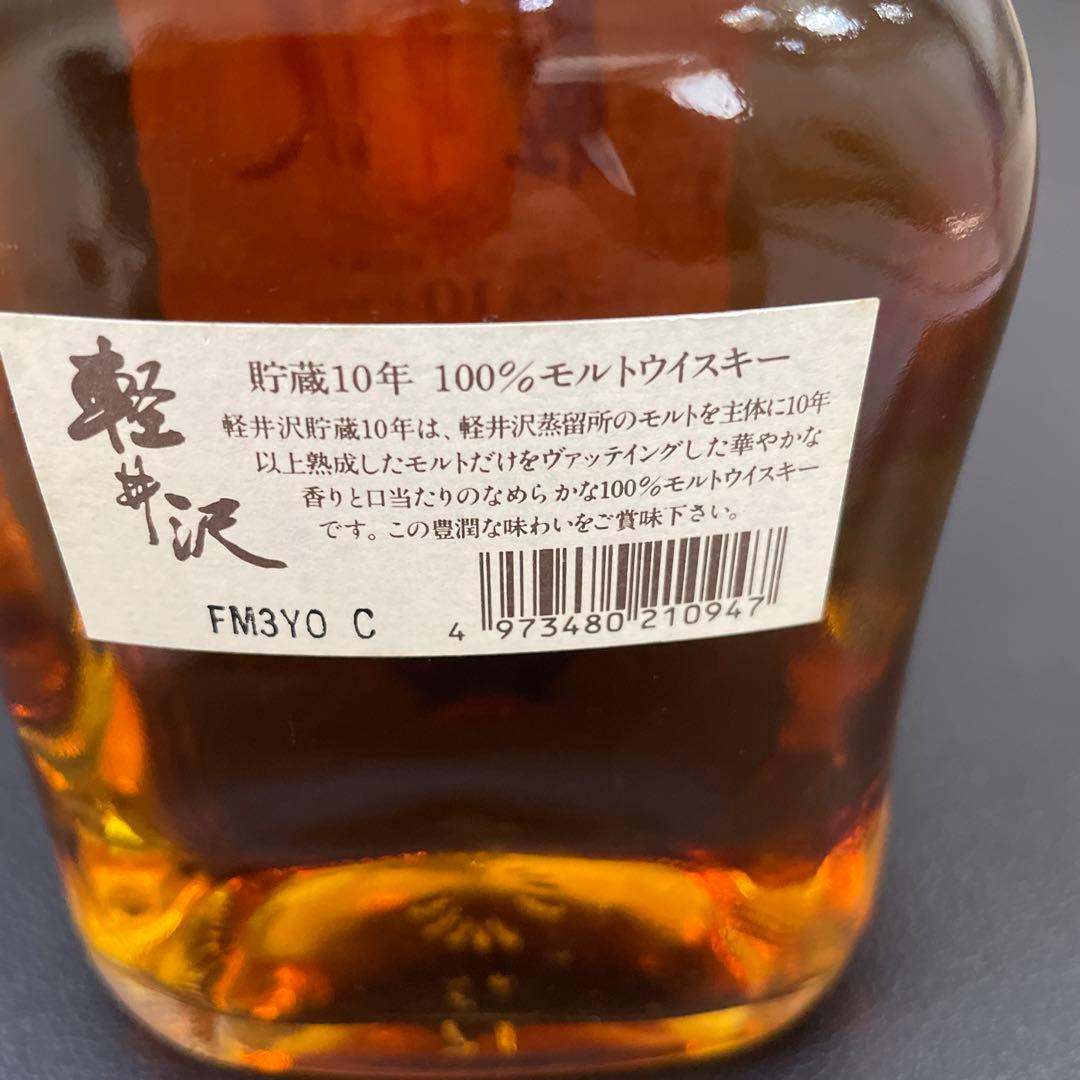 軽井沢
貯蔵10年 100%モルトウイスキー
軽井沢貯蔵10年は、軽井沢蒸留所のモルトを主体に10年
以上熟成したモルトだけをヴァッテイングした華やかな
香りと口当たりのなめらかな100%モルトウイスキー
です。この豊潤な味わいをご賞味下さい。
FM3Y0 C
4 973480 210947